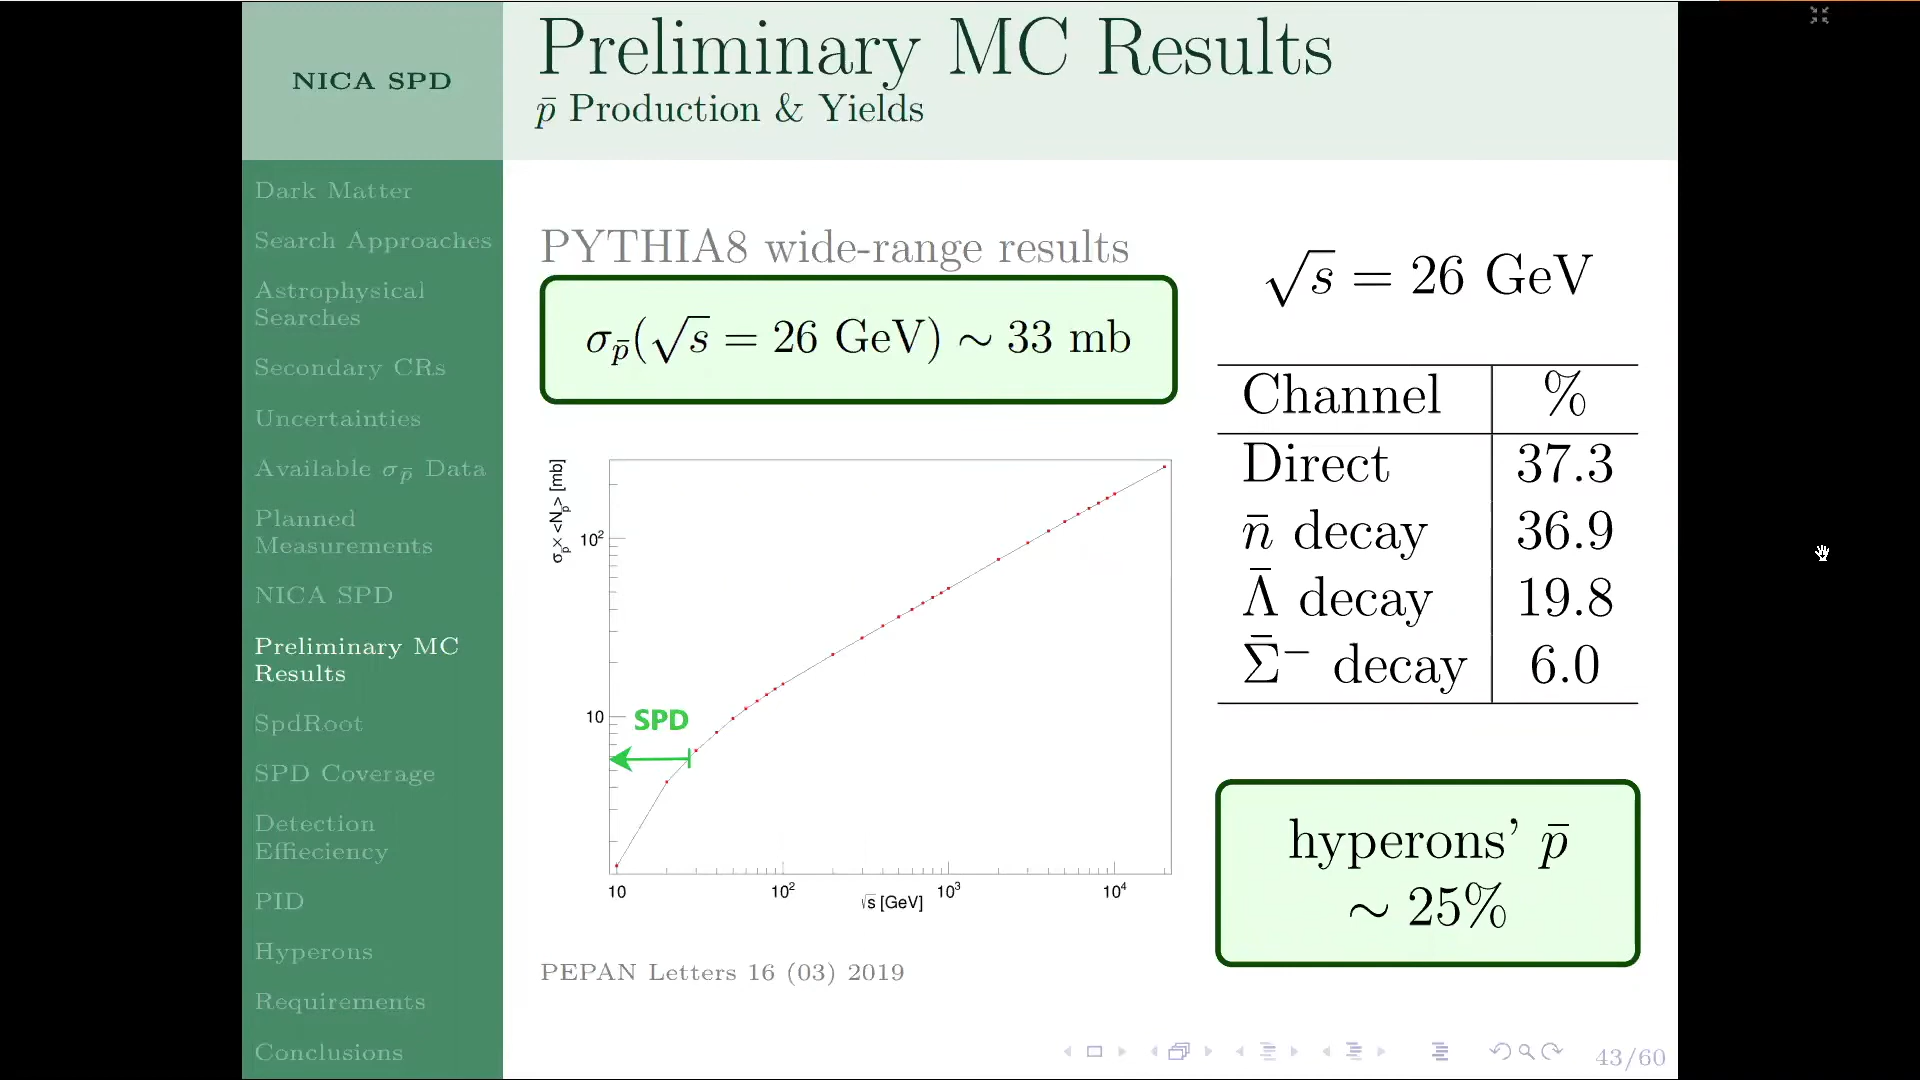 NICA SPD
Preliminary MC Results
p̄ Production & Yields
Dark Matter
Search Approaches
Astrophysical
Searches
Secondary CRs
Uncertainties
Available σp̄ Data
Planned
Measurements
NICA SPD
Preliminary MC
Results
SpdRoot
SPD Coverage
Detection
Effieciency
PID
Hyperons
Requirements
Conclusions
PYTHIA8 wide-range results
σp̄(√s = 26 GeV) ∼ 33 mb
σp× <Np> [mb]
10²
10
SPD
10 10² 10³ 10⁴
√s [GeV]
PEPAN Letters 16 (03) 2019
√s = 26 GeV
Channel %
Direct 37.3
n̄ decay 36.9
Λ̄ decay 19.8
Σ̄⁻ decay 6.0
hyperons' p̄
∼ 25%
43/60